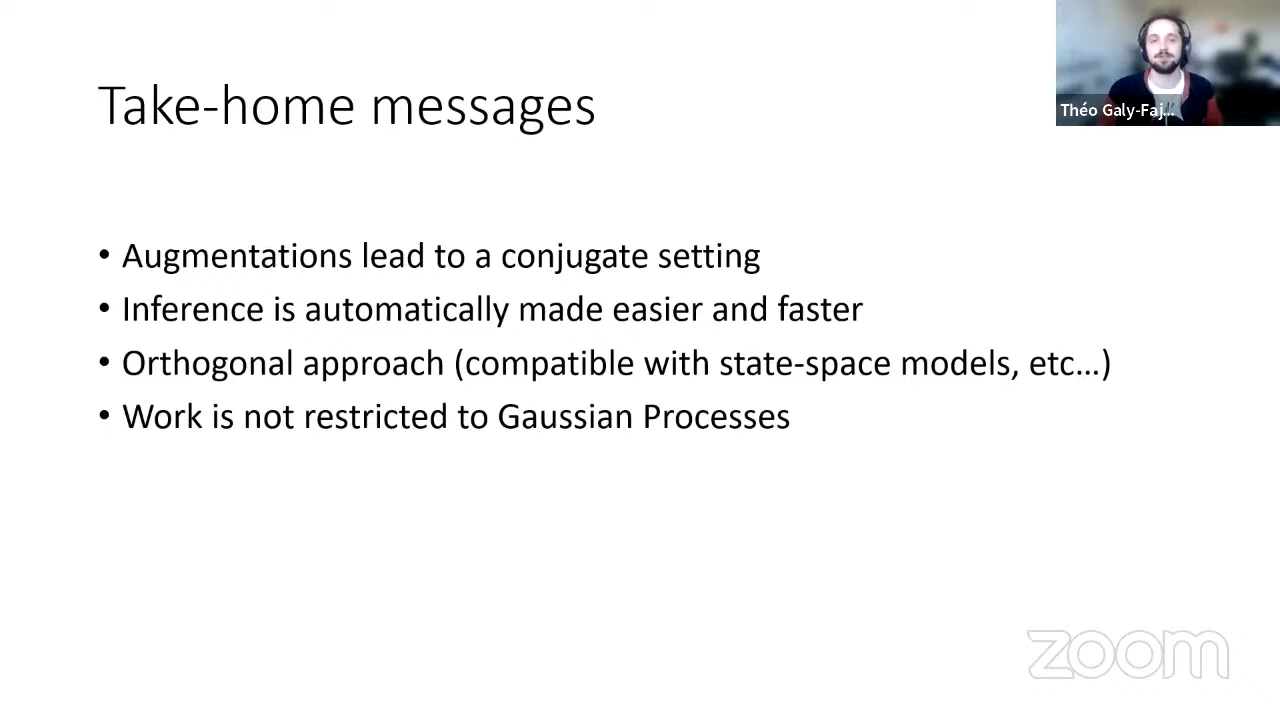 Take-home messages
Théo Galy-Faj...
• Augmentations lead to a conjugate setting
• Inference is automatically made easier and faster
• Orthogonal approach (compatible with state-space models, etc...)
• Work is not restricted to Gaussian Processes
zoom